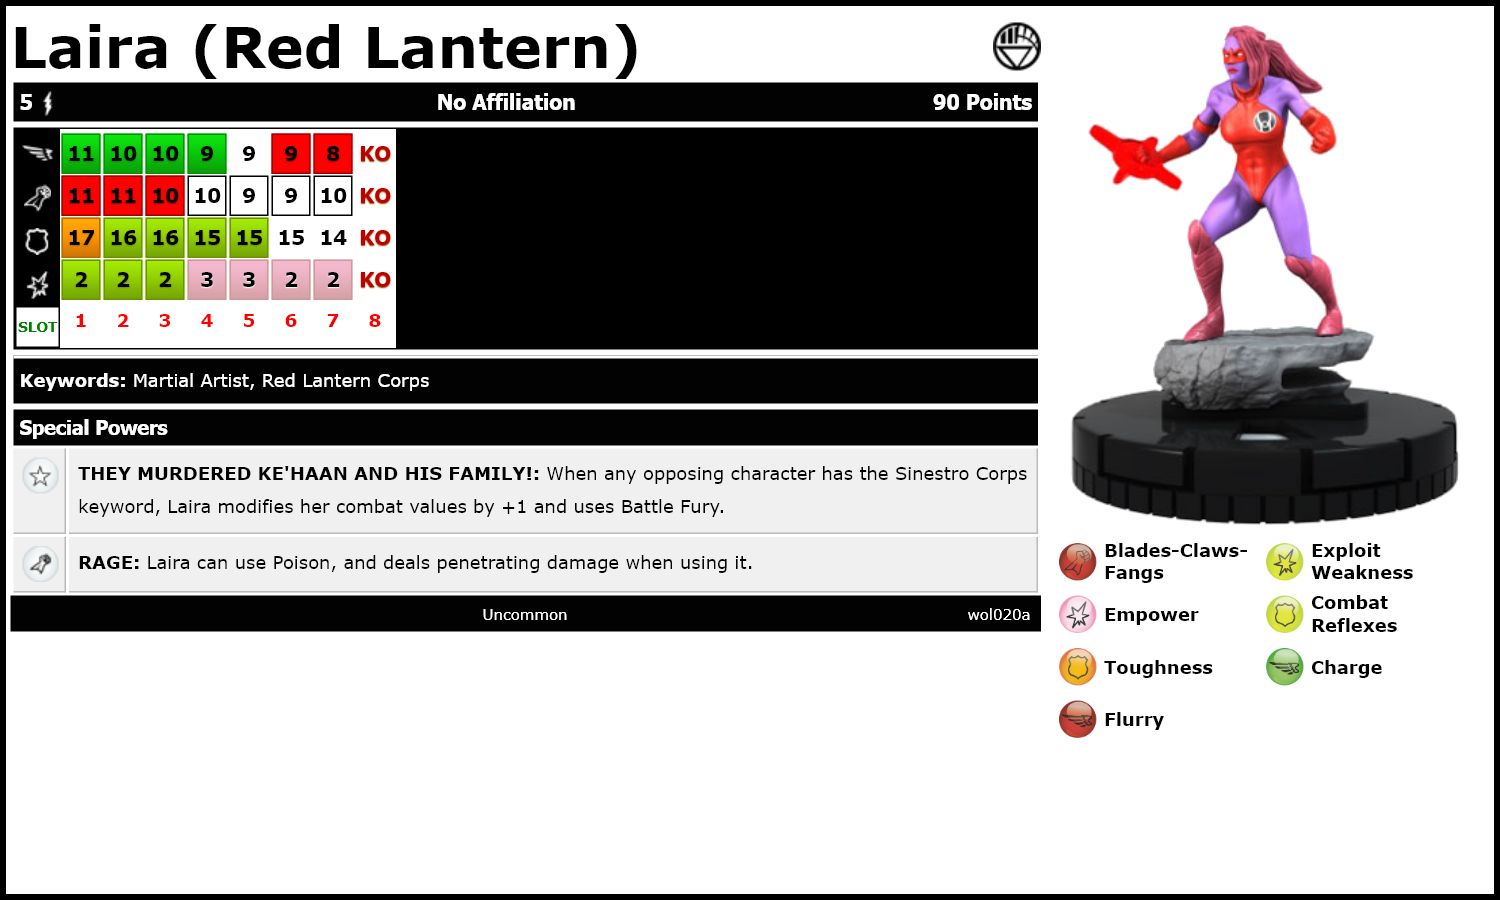 Laira (Red Lantern)
5 No Affiliation 90 Points
11 10 10 9 9 9 8 KO
11 11 10 10 9 9 10 KO
17 16 16 15 15 15 14 KO
2 2 2 3 3 2 2 KO
SLOT 1 2 3 4 5 6 7 8
Keywords: Martial Artist, Red Lantern Corps
Special Powers
THEY MURDERED KE'HAAN AND HIS FAMILY!: When any opposing character has the Sinestro Corps
keyword, Laira modifies her combat values by +1 and uses Battle Fury.
RAGE: Laira can use Poison, and deals penetrating damage when using it.
Uncommon wol020a
Blades-Claws-
Fangs
Exploit
Weakness
Empower
Combat
Reflexes
Toughness
Charge
Flurry